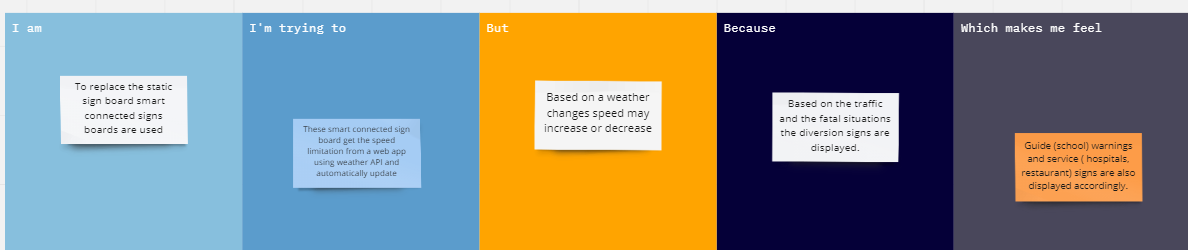 I am
To replace the static
sign board smart
connected signs
boards are used
I'm trying to
These smart connected sign
board get the speed
limitation from a web app
using weather API and
automatically update
But
Based on a weather
changes speed may
increase or decrease
Because
Based on the traffic
and the fatal situations
the diversion signs are
displayed.
Which makes me feel
Guide (school) warnings
and service ( hospitals,
restaurant) signs are also
displayed accordingly.